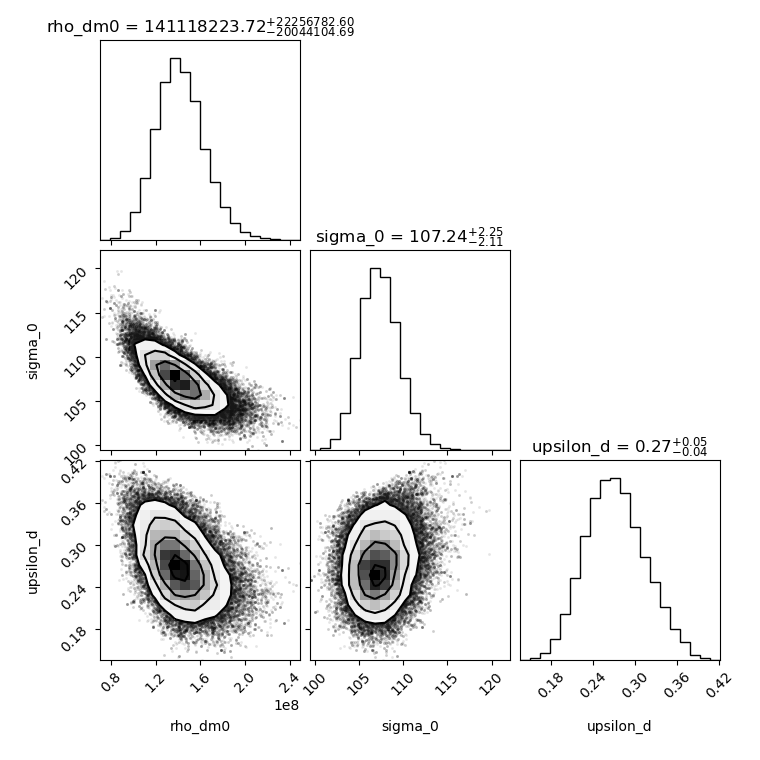 rho_dm0 = 141118223.72 +22256782.60 −20044104.69
sigma_0 = 107.24 +2.25 −2.11
upsilon_d = 0.27 +0.05 −0.04
120
115
110
105
100
sigma_0
0.42
0.36
0.30
0.24
0.18
upsilon_d
0.8 1.2 1.6 2.0 2.4
1e8
rho_dm0
100 105 110 115 120
sigma_0
0.18 0.24 0.30 0.36 0.42
upsilon_d